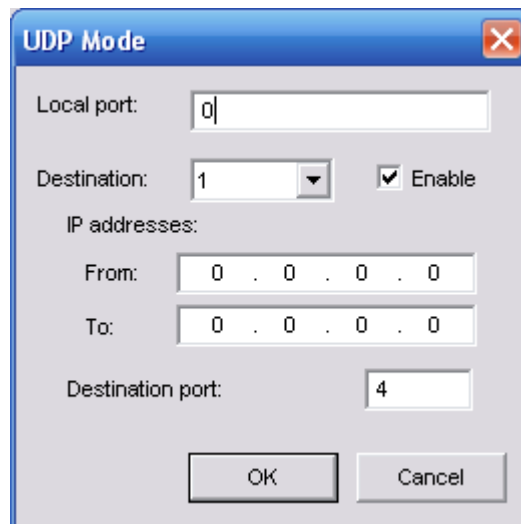 UDP Mode
Local port: 0
Destination: 1 Enable
IP addresses:
From: 0 . 0 . 0 . 0
To: 0 . 0 . 0 . 0
Destination port: 4
OK Cancel